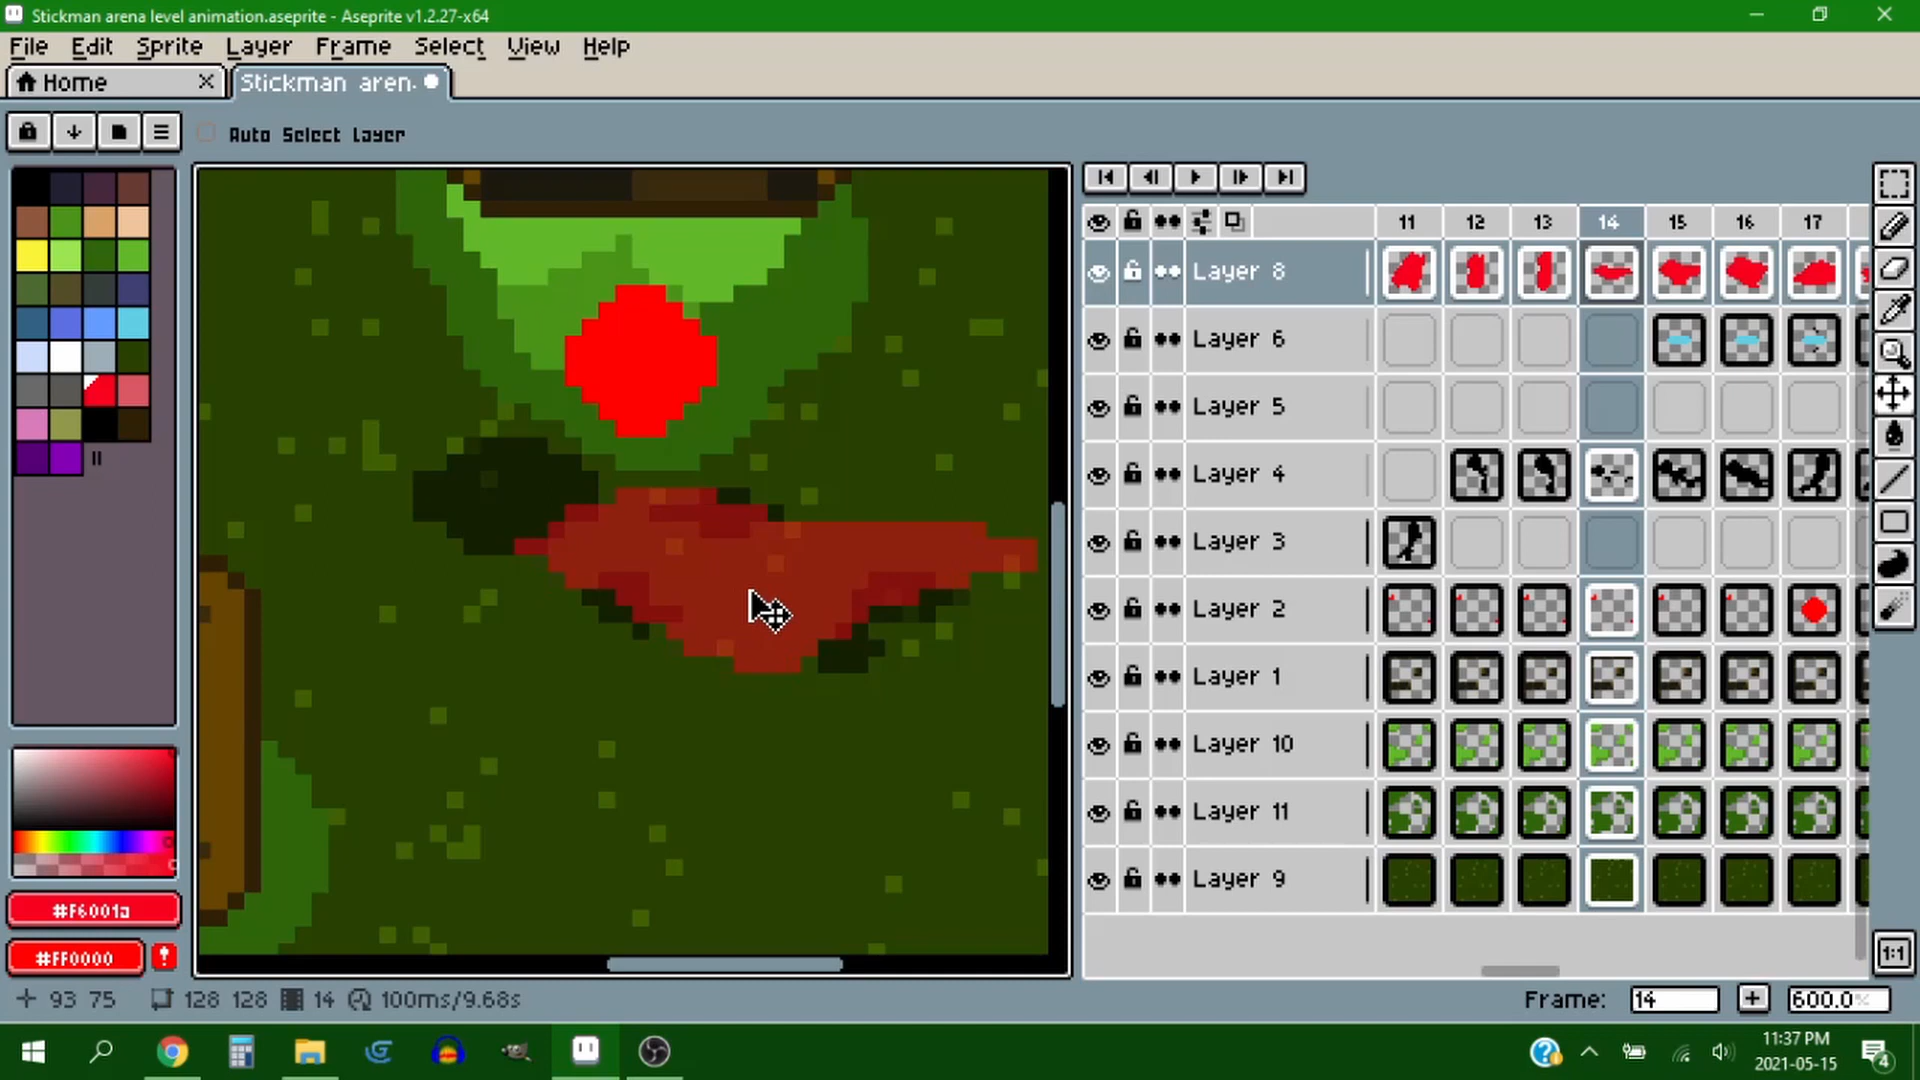 Stickman arena level animation.aseprite - Aseprite v1.2.27-x64
File Edit Sprite Layer Frame Select View Help
Home
Stickman aren.
Auto Select Layer
11 12 13 14 15 16 17
Layer 8
Layer 6
Layer 5
Layer 4
Layer 3
Layer 2
Layer 1
Layer 10
Layer 11
Layer 9
#F6001a
#FF0000
!
1:1
93 75 128 128 14 100ms/9.68s
Frame: 14 + 600.0%
11:37 PM
2021-05-15
4